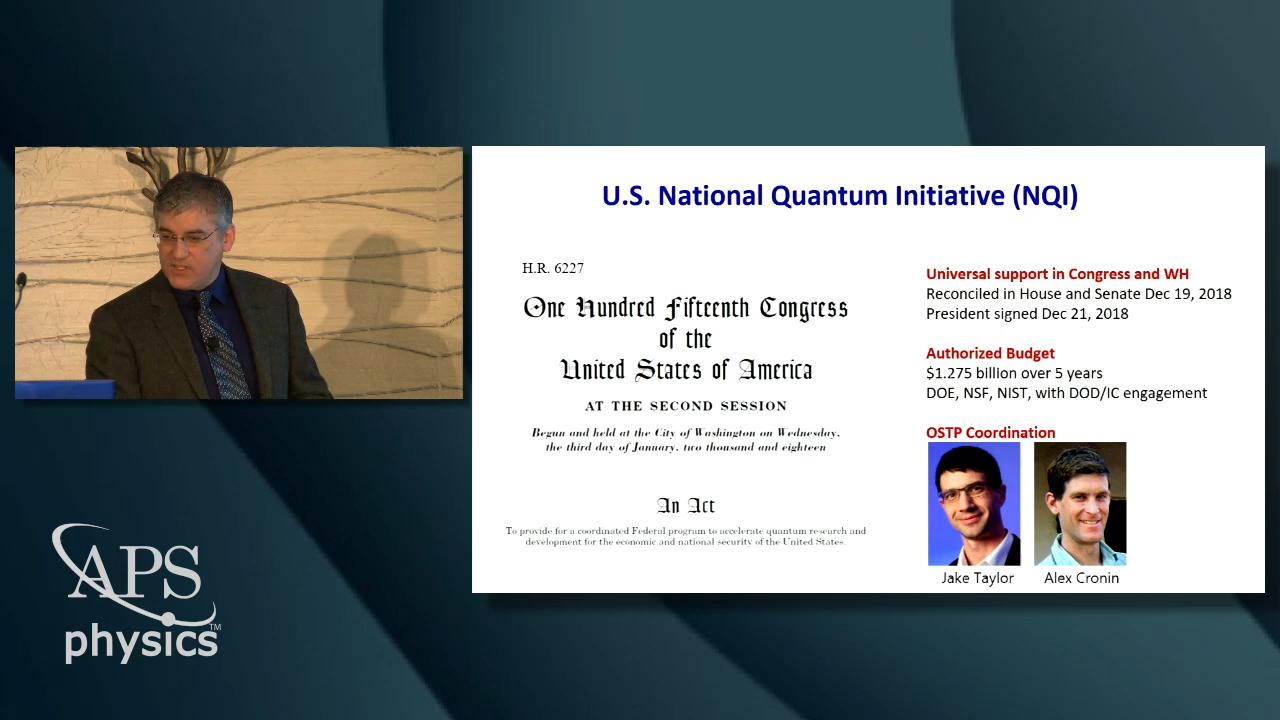 U.S. National Quantum Initiative (NQI)
H.R. 6227
One Hundred Fifteenth Congress
of the
United States of America
AT THE SECOND SESSION
Begun and held at the City of Washington on Wednesday,
the third day of January, two thousand and eighteen
An Act
To provide for a coordinated Federal program to accelerate quantum research and
development for the economic and national security of the United States.
Universal support in Congress and WH
Reconciled in House and Senate Dec 19, 2018
President signed Dec 21, 2018
Authorized Budget
$1.275 billion over 5 years
DOE, NSF, NIST, with DOD/IC engagement
OSTP Coordination
Jake Taylor
Alex Cronin
APS
physics™